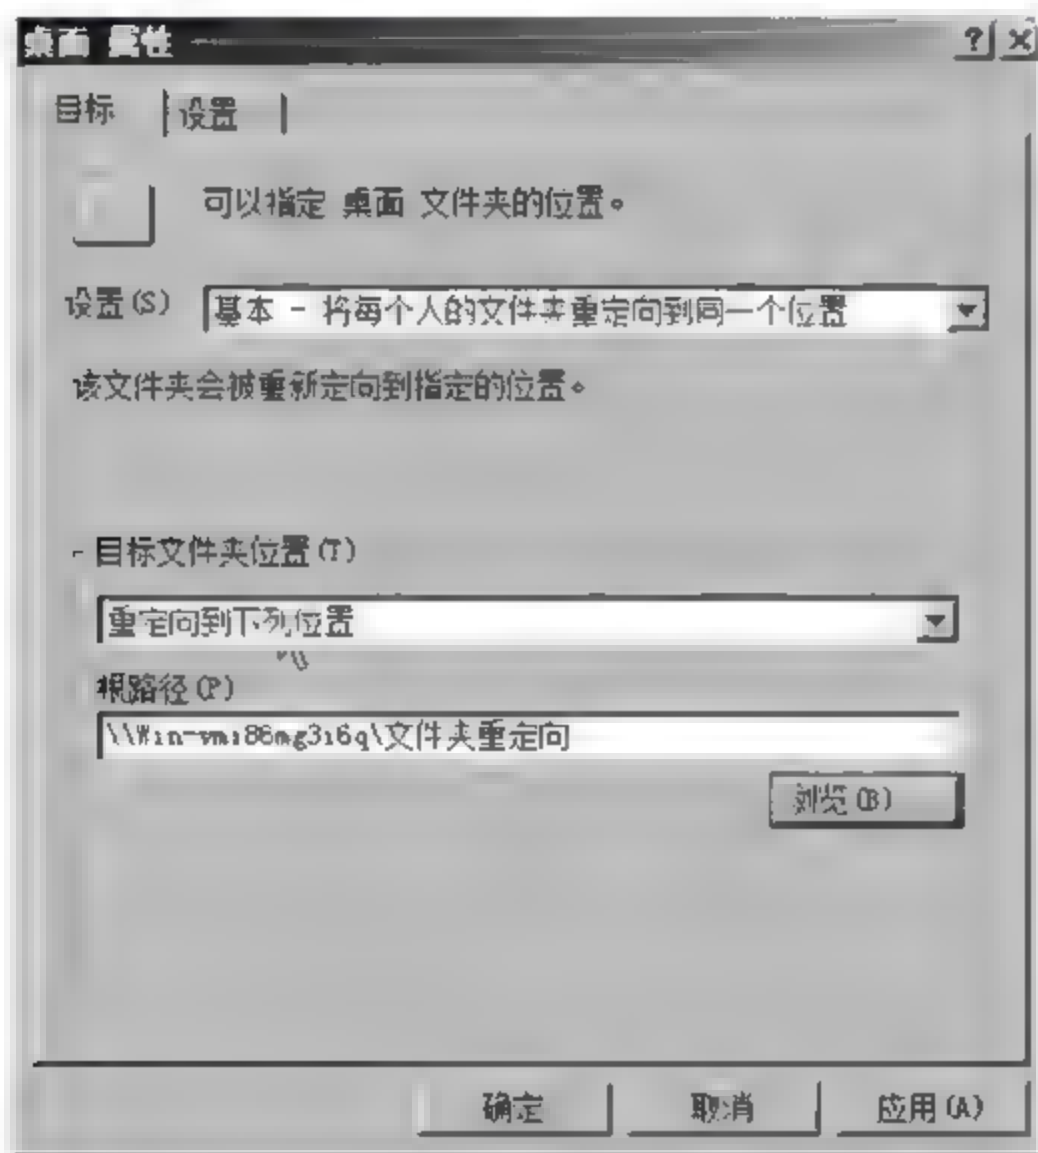 桌面 属性
目标 设置
可以指定 桌面 文件夹的位置。
设置(S) 基本 - 将每个人的文件夹重定向到同一个位置
该文件夹会被重新定向到指定的位置。
目标文件夹位置(T)
重定向到下列位置
根路径(P)
\\Win-vmi86mg3i6q\文件夹重定向
浏览(B)
确定 取消 应用(A)